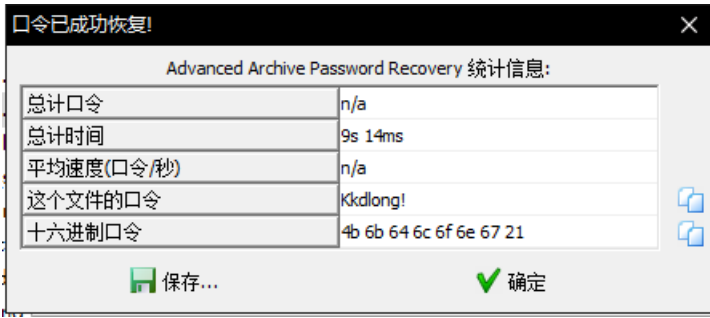 口令已成功恢复!
Advanced Archive Password Recovery 统计信息:
总计口令 n/a
总计时间 9s 14ms
平均速度(口令/秒) n/a
这个文件的口令 Kkdlong!
十六进制口令 4b 6b 64 6c 6f 6e 67 21
保存... 确定